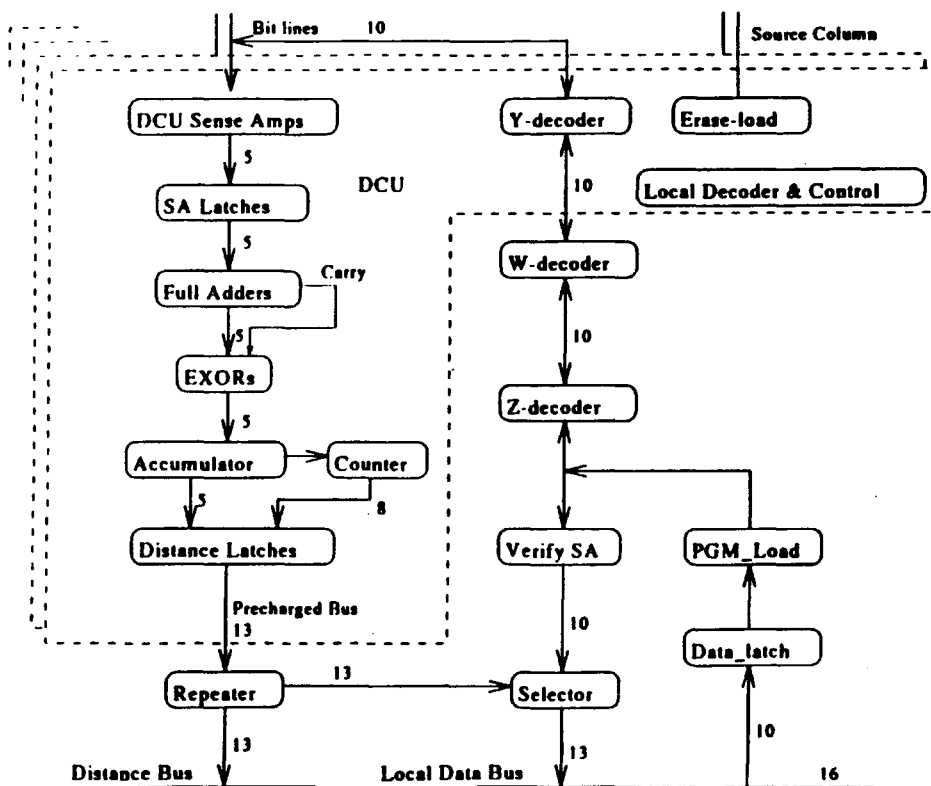 Bit lines 10
Source Column
DCU Sense Amps
Y-decoder
Erase-load
5
DCU
10
Local Decoder & Control
SA Latches
5
W-decoder
Carry
Full Adders
5
10
EXORs
Z-decoder
5
Accumulator
Counter
5
8
Distance Latches
Verify SA
PGM_Load
Precharged Bus
13
10
Data_latch
13
Repeater
Selector
13
13
10
Distance Bus
Local Data Bus
16